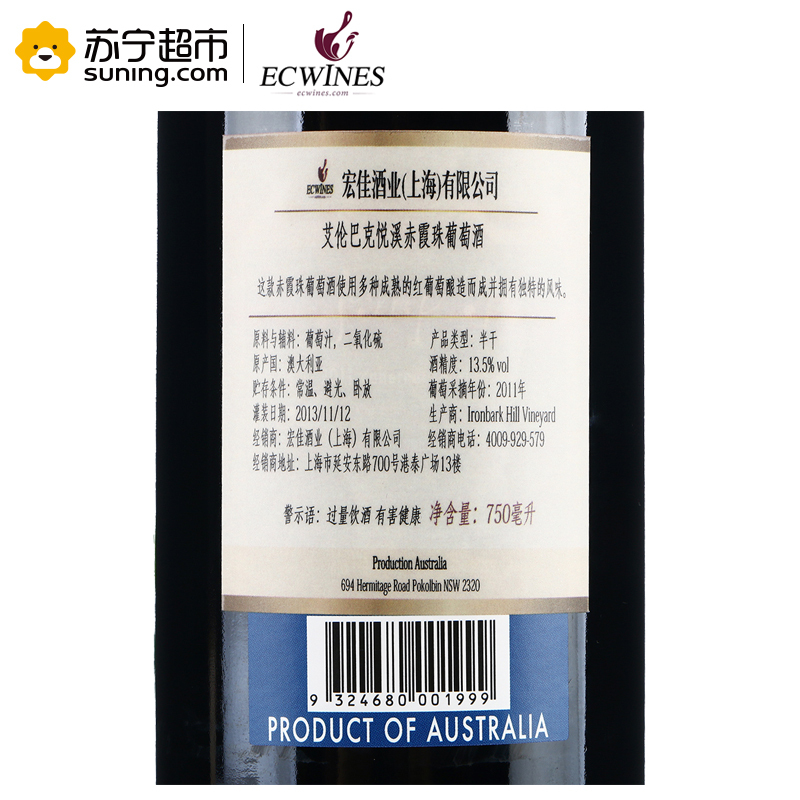 苏宁超市
suning.com
ECWINES
ecwines.com
ECWINES
宏佳酒业(上海)有限公司
艾伦巴克悦溪赤霞珠葡萄酒
这款赤霞珠葡萄酒使用多种成熟的红葡萄酿造而成并拥有独特的风味。
原料与辅料：葡萄汁，二氧化硫 产品类型：半干
原产国：澳大利亚 酒精度：13.5% vol
贮存条件：常温、避光、卧放 葡萄采摘年份：2011年
灌装日期：2013/11/12 生产商：Ironbark Hill Vineyard
经销商：宏佳酒业（上海）有限公司 经销商电话：4009-929-579
经销商地址：上海市延安东路700号港泰广场13楼
警示语：过量饮酒 有害健康 净含量：750毫升
Production Australia
694 Hermitage Road Pokolbin NSW 2320
9 324680 001999
PRODUCT OF AUSTRALIA